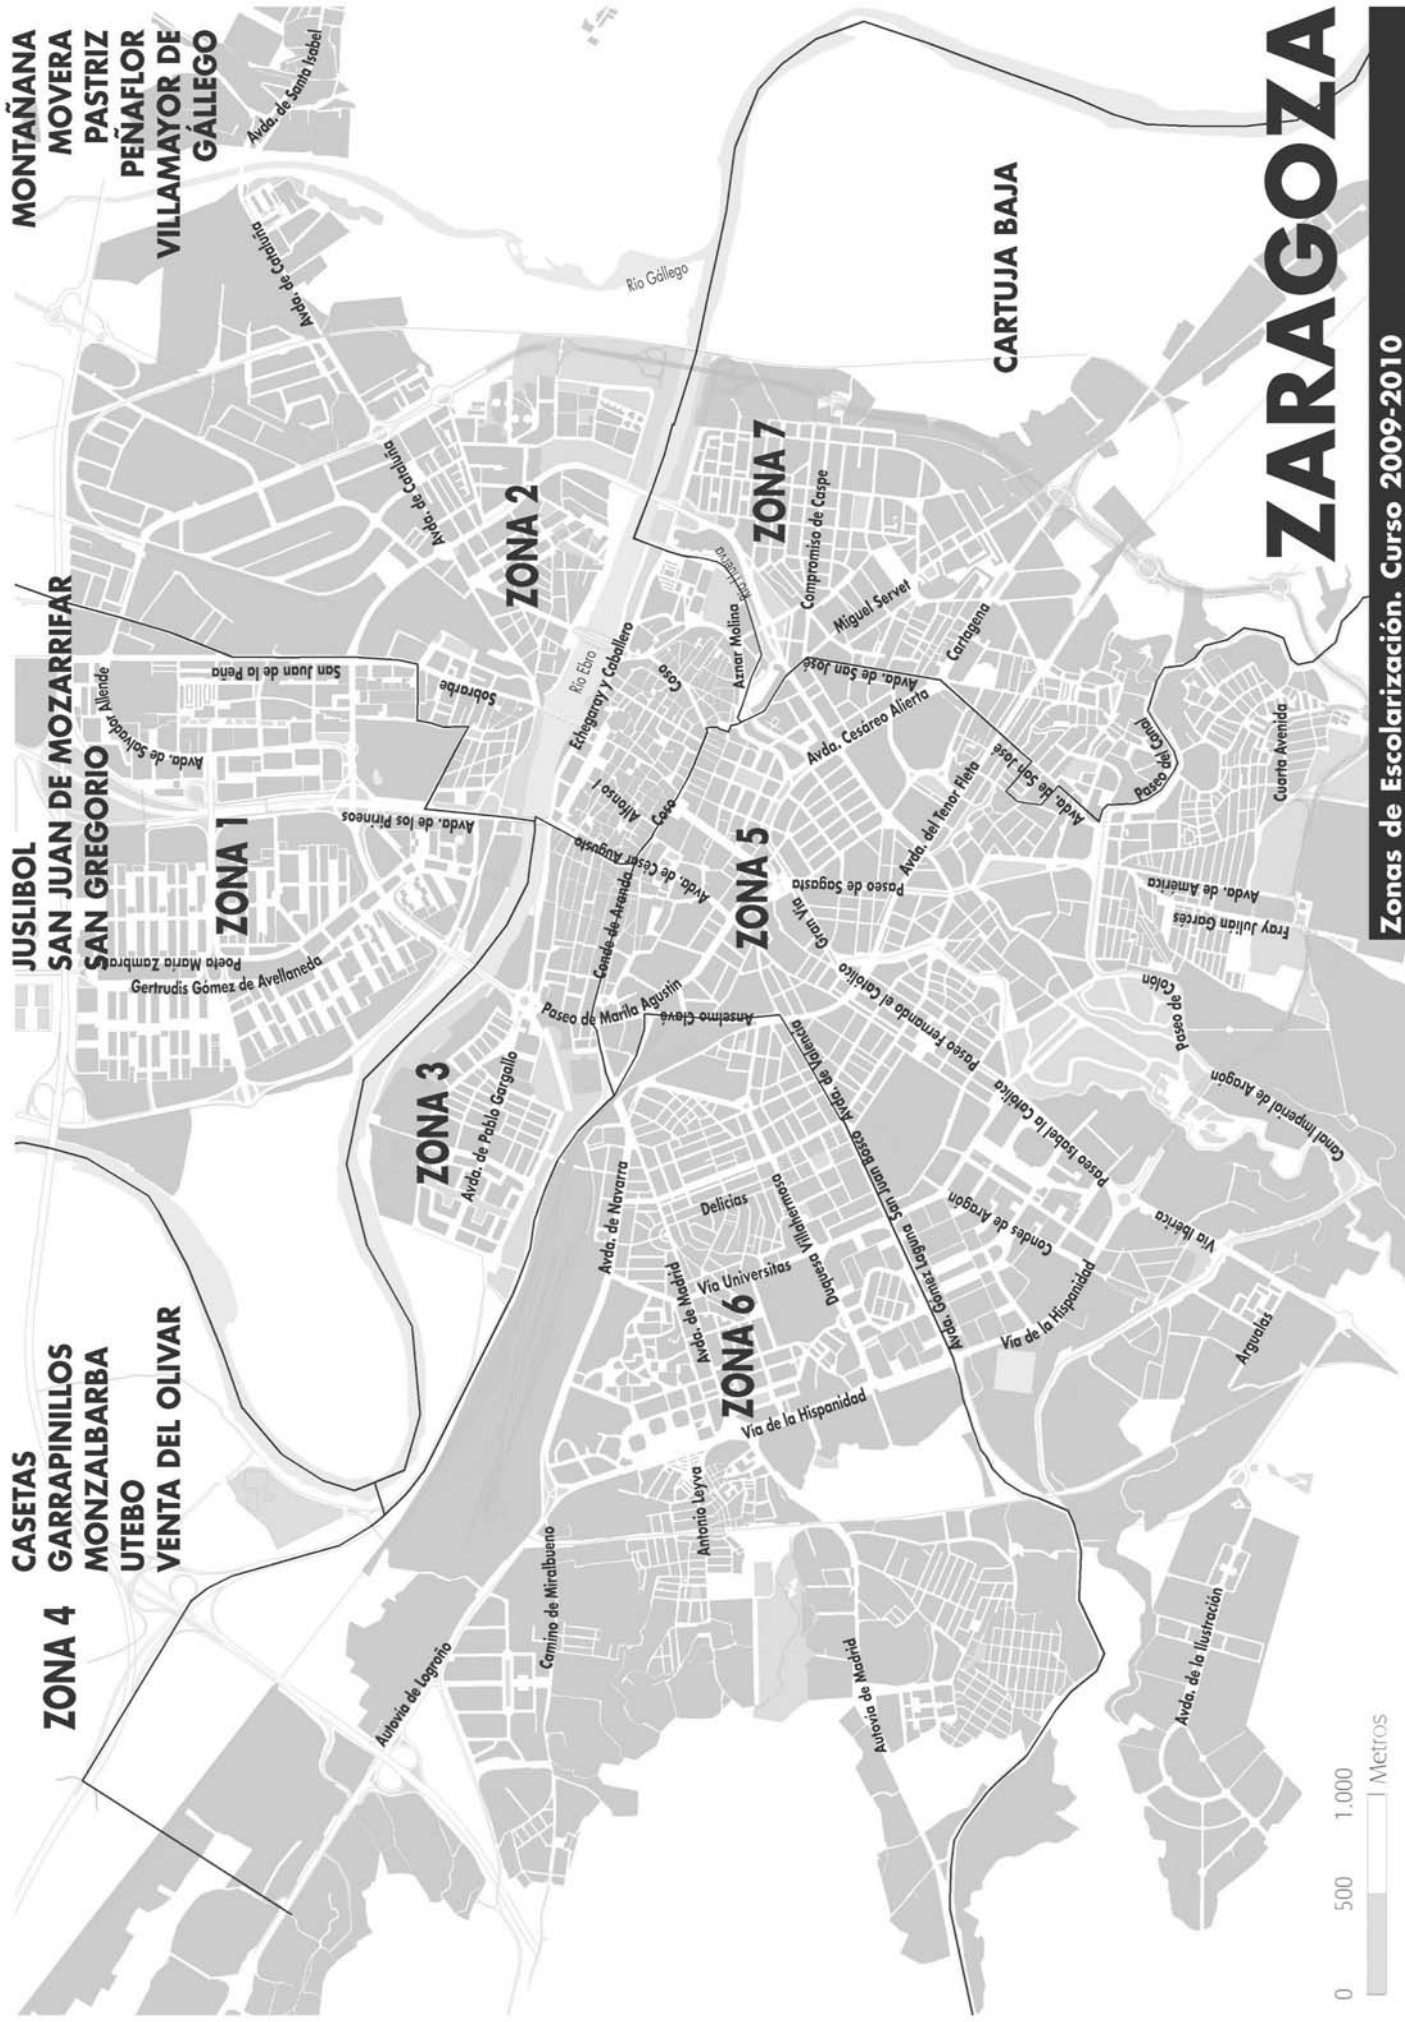 CASETAS
GARRAPINILLOS
MONZALBARBA
UTEBO
VENTA DEL OLIVAR
ZONA 4
JUSLIBOL
SAN JUAN DE MOZARRIFAR
SAN GREGORIO
MONTAÑANA
MOVERA
PASTRIZ
PEÑAFLOR
VILLAMAYOR DE
GÁLLEGO
Avda. de Santa Isabel
Avda. de Cataluña
Avda. de Cataluña
San Juan de la Peña
Avda. de Salvador Allende
Sobrarbe
ZONA 1
Avda. de los Pirineos
Gertrudis Gómez de Avellaneda
ZONA 2
Río Gállego
Río Ebro
Echegaray y Caballero
Coso
Alfonso I
Coso
Avda. de César Augusto
Conde de Aranda
Paseo de María Agustín
Anselmo Clavé
ZONA 3
Avda. de Pablo Gargallo
Avda. de Navarra
Autovía de Logroño
Camino de Miralbueno
Aznar Molina
Río Huerva
ZONA 7
Compromiso de Caspe
Miguel Servet
Cartagena
Avda. de San José
Avda. Cesáreo Alierta
Avda. del Tenor Fleta
Avda. de San José
Avda. de San José
ZONA 5
Paseo de Sagasta
Gran Vía
Paseo Fernando el Católico
Paseo Isabel la Católica
Avda. de Valencia
San Juan Bosco
Avda. Gómez Laguna
Condes de Aragón
Vía de la Hispanidad
Vía Ibérica
Delicias
Duquesa Villahermosa
Vía Universitas
Avda. de Madrid
ZONA 6
Vía de la Hispanidad
Antonio Leyva
Autovía de Madrid
CARTUJA BAJA
Paseo del Canal
Cuarta Avenida
Avda. de América
Fray Julián Garcés
Paseo de Colón
Canal Imperial de Aragón
Argualas
Avda. de la Ilustración
0 500 1.000
Metros
ZARAGOZA
Zonas de Escolarización. Curso 2009-2010